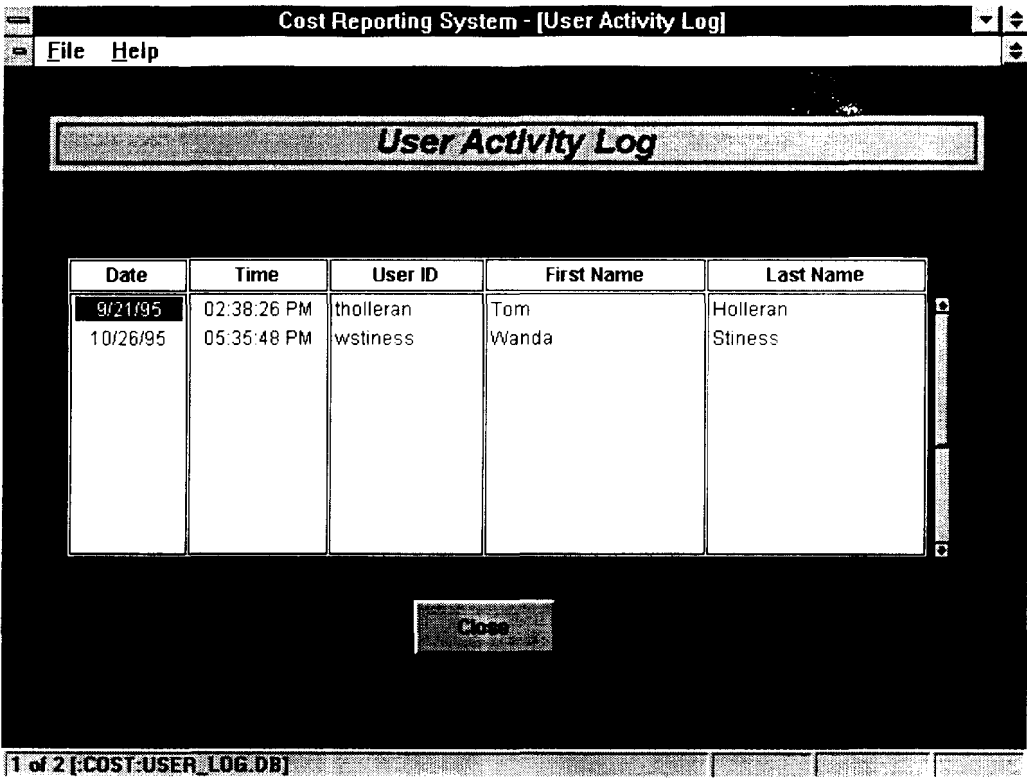 Cost Reporting System - [User Activity Log]
File Help
User Activity Log
Date Time User ID First Name Last Name
9/21/95 02:38:26 PM tholleran Tom Holleran
10/26/95 05:35:48 PM wstiness Wanda Stiness
Close
1 of 2 [:COST:USER_LOG.DB]